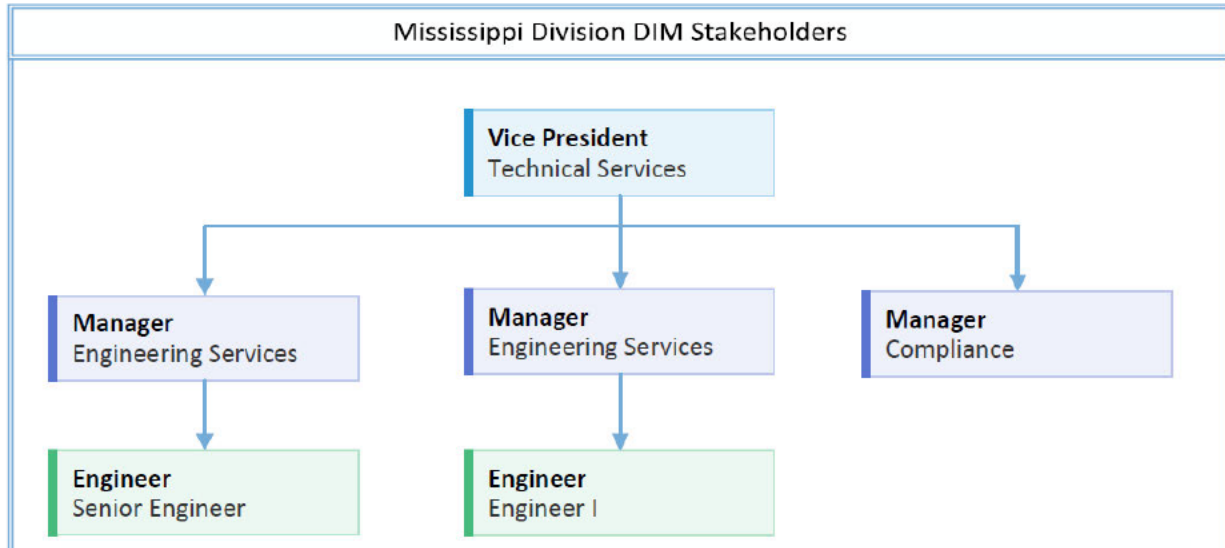 Mississippi Division DIM Stakeholders
Vice President
Technical Services
Manager
Engineering Services
Manager
Engineering Services
Manager
Compliance
Engineer
Senior Engineer
Engineer
Engineer I